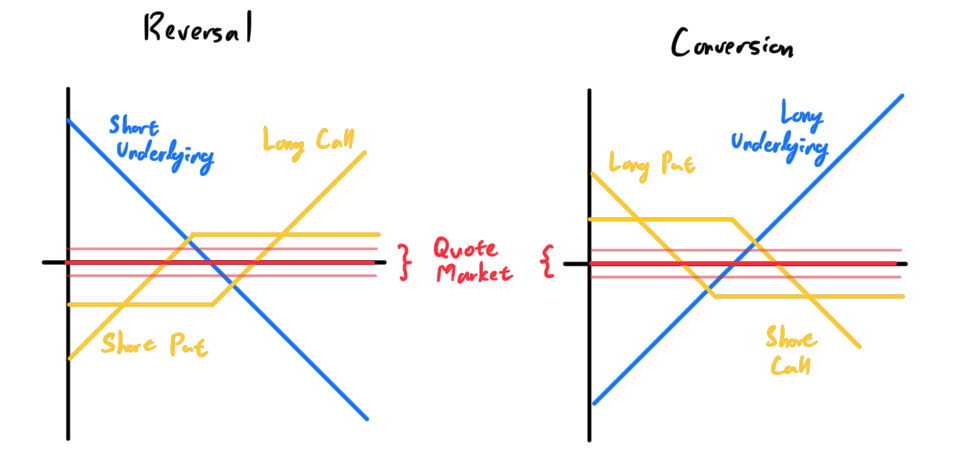 Reversal
Conversion
Short
Underlying
Long Call
Short Put
Quote
Market
Long
Underlying
Long Put
Short
Call